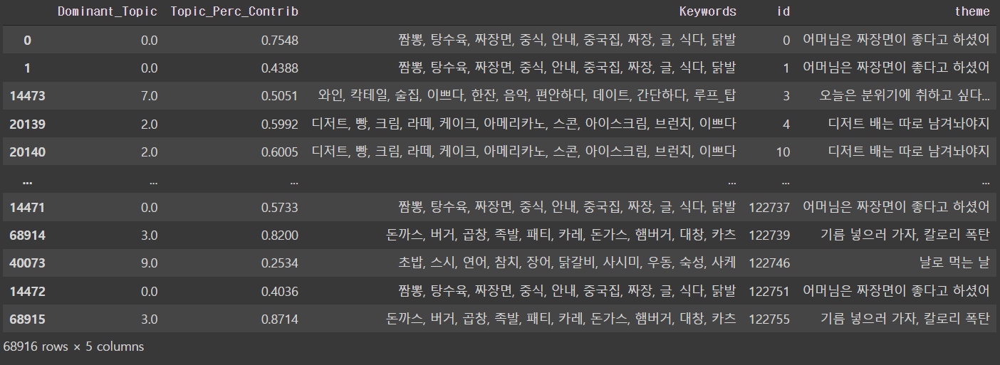 Dominant_Topic Topic_Perc_Contrib Keywords id theme
0 0.0 0.7548 짬뽕, 탕수육, 짜장면, 중식, 안내, 중국집, 짜장, 글, 식다, 닭발 0 어머님은 짜장면이 좋다고 하셨어
1 0.0 0.4388 짬뽕, 탕수육, 짜장면, 중식, 안내, 중국집, 짜장, 글, 식다, 닭발 1 어머님은 짜장면이 좋다고 하셨어
14473 7.0 0.5051 와인, 칵테일, 술집, 이쁘다, 한잔, 음악, 편안하다, 데이트, 간단하다, 루프_탑 3 오늘은 분위기에 취하고 싶다...
20139 2.0 0.5992 디저트, 빵, 크림, 라떼, 케이크, 아메리카노, 스콘, 아이스크림, 브런치, 이쁘다 4 디저트 배는 따로 남겨놔야지
20140 2.0 0.6005 디저트, 빵, 크림, 라떼, 케이크, 아메리카노, 스콘, 아이스크림, 브런치, 이쁘다 10 디저트 배는 따로 남겨놔야지
... ... ... ... ... ...
14471 0.0 0.5733 짬뽕, 탕수육, 짜장면, 중식, 안내, 중국집, 짜장, 글, 식다, 닭발 122737 어머님은 짜장면이 좋다고 하셨어
68914 3.0 0.8200 돈까스, 버거, 곱창, 족발, 패티, 카레, 돈가스, 햄버거, 대창, 카츠 122739 기름 넣으러 가자, 칼로리 폭탄
40073 9.0 0.2534 초밥, 스시, 연어, 참치, 장어, 닭갈비, 사시미, 우동, 숙성, 사케 122746 날로 먹는 날
14472 0.0 0.4036 짬뽕, 탕수육, 짜장면, 중식, 안내, 중국집, 짜장, 글, 식다, 닭발 122751 어머님은 짜장면이 좋다고 하셨어
68915 3.0 0.8714 돈까스, 버거, 곱창, 족발, 패티, 카레, 돈가스, 햄버거, 대창, 카츠 122755 기름 넣으러 가자, 칼로리 폭탄
68916 rows × 5 columns